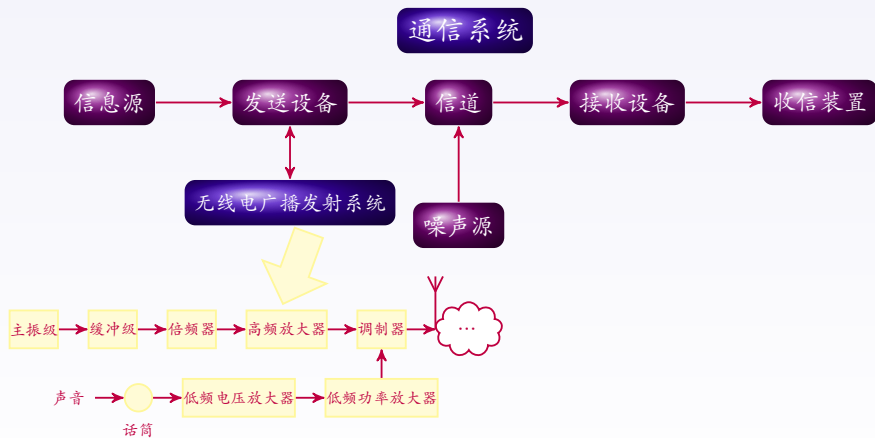 通信系统
信息源
发送设备
信道
接收设备
收信装置
无线电广播发射系统
噪声源
主振级
缓冲级
倍频器
高频放大器
调制器
...
声音
低频电压放大器
低频功率放大器
话筒